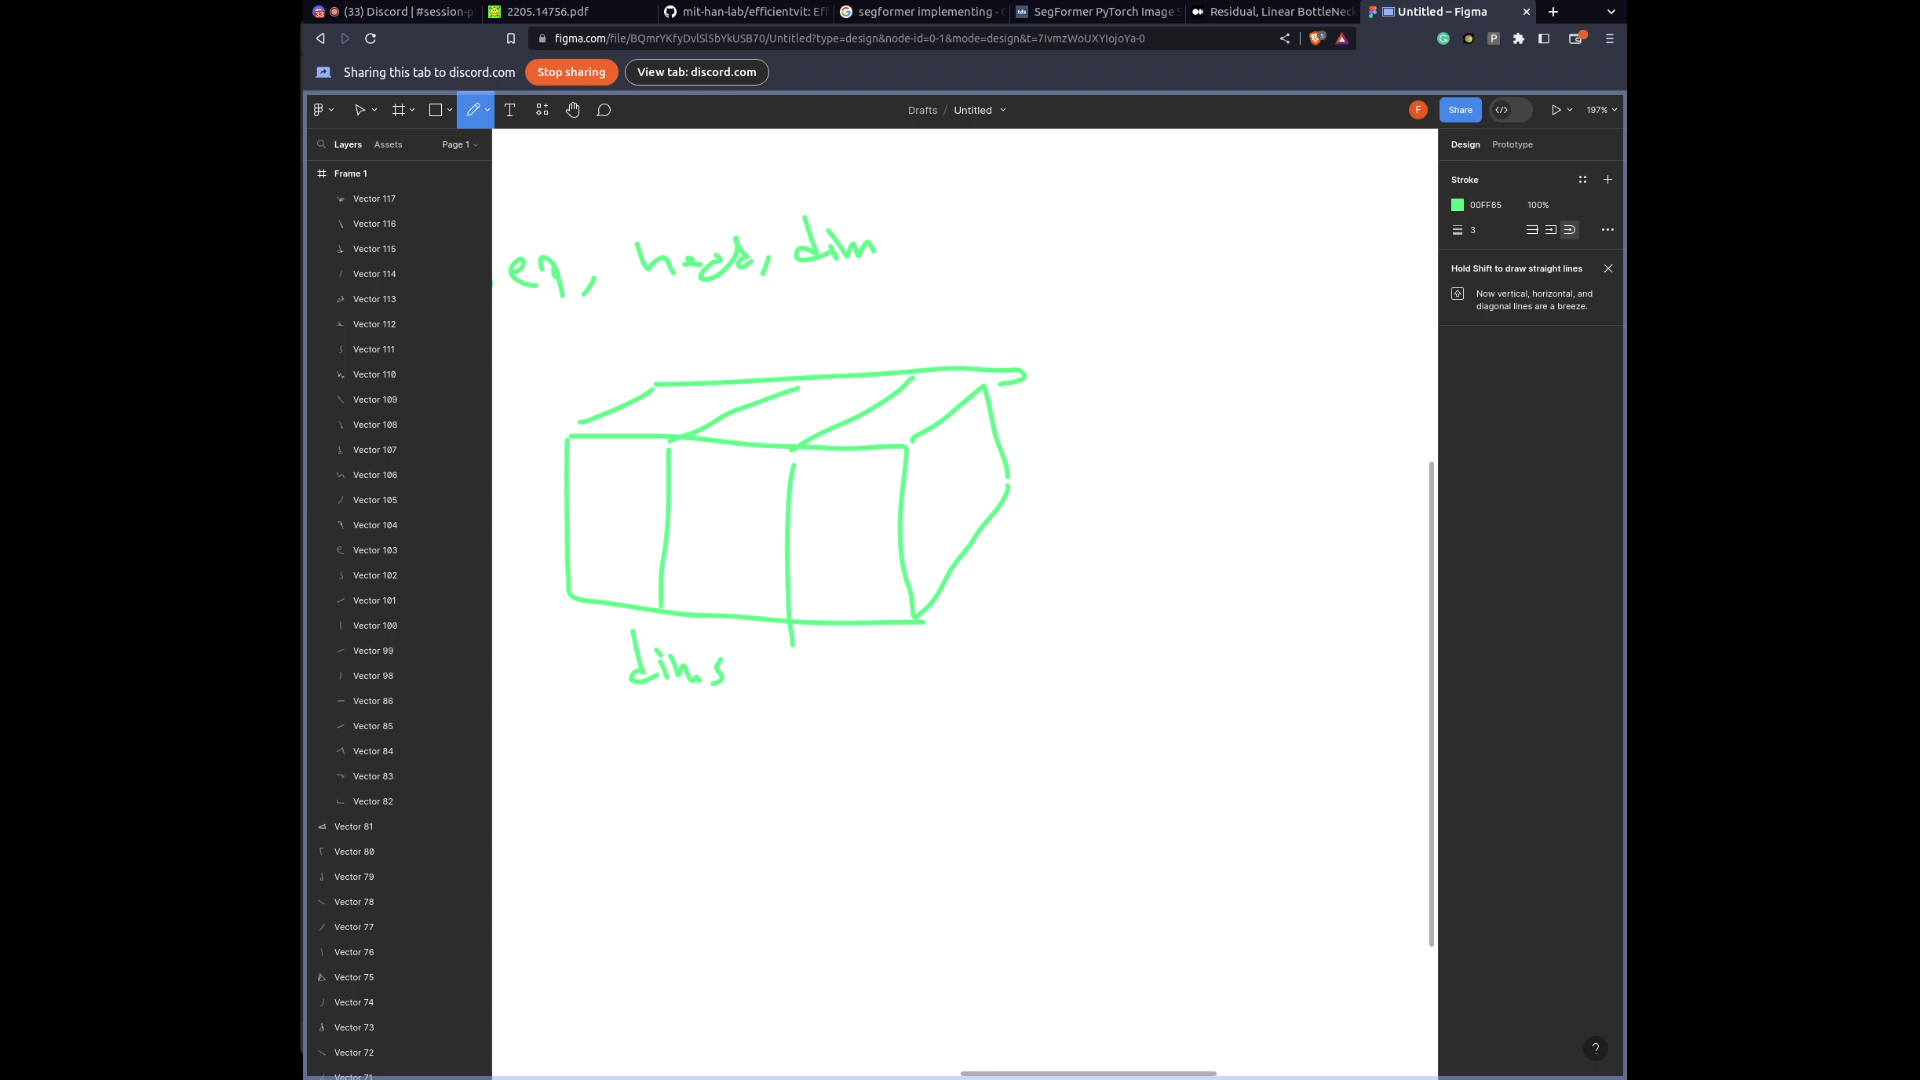 (33) Discord | #session-p
2205.14756.pdf
mit-han-lab/efficientvit: Eff
segformer implementing -
SegFormer PyTorch Image S
Residual, Linear BottleNeck
Untitled – Figma
figma.com/file/BQmrYKfyDvlSl5bYkUSB70/Untitled?type=design&node-id=0-1&mode=design&t=7IvmzWoUXYIojoYa-0
Sharing this tab to discord.com
Stop sharing
View tab: discord.com
Drafts / Untitled
F
Share
197%
Layers
Assets
Page 1
Design
Prototype
Frame 1
Vector 117
Vector 116
Vector 115
Vector 114
Vector 113
Vector 112
Vector 111
Vector 110
Vector 109
Vector 108
Vector 107
Vector 106
Vector 105
Vector 104
Vector 103
Vector 102
Vector 101
Vector 100
Vector 99
Vector 98
Vector 86
Vector 85
Vector 84
Vector 83
Vector 82
Vector 81
Vector 80
Vector 79
Vector 78
Vector 77
Vector 76
Vector 75
Vector 74
Vector 73
Vector 72
Vector 71
, dim
dims
Stroke
00FF85 100%
3
Hold Shift to draw straight lines
Now vertical, horizontal, and
diagonal lines are a breeze.
?